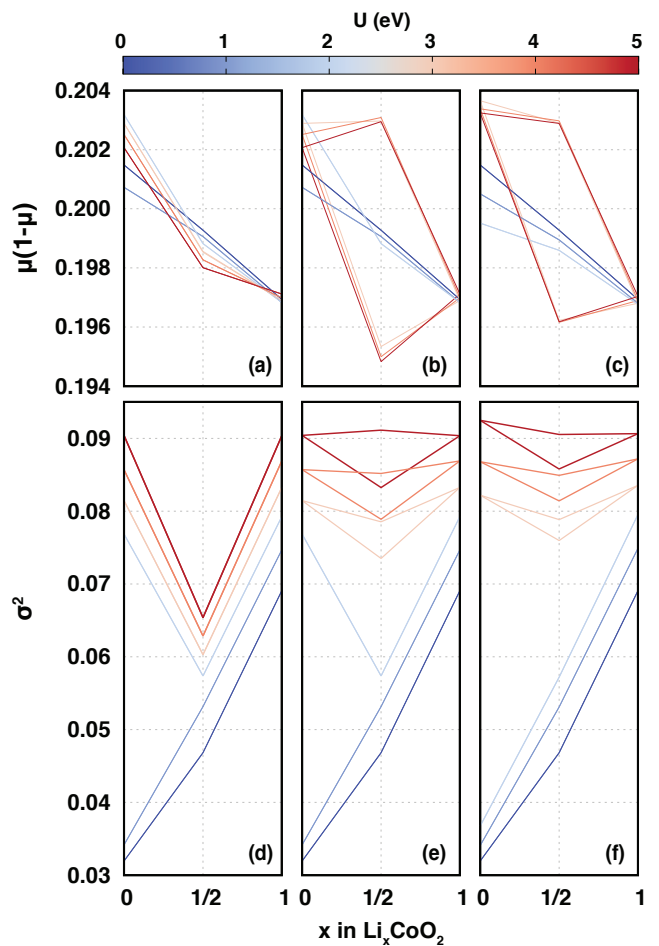 U (eV)
0 1 2 3 4 5
0.204
0.202
0.200
0.198
0.196
0.194
μ(1-μ)
(a) (b) (c)
0.09
0.08
0.07
0.06
0.05
0.04
0.03
σ²
(d) (e) (f)
0 1/2 1 0 1/2 1 0 1/2 1
x in LiₓCoO₂